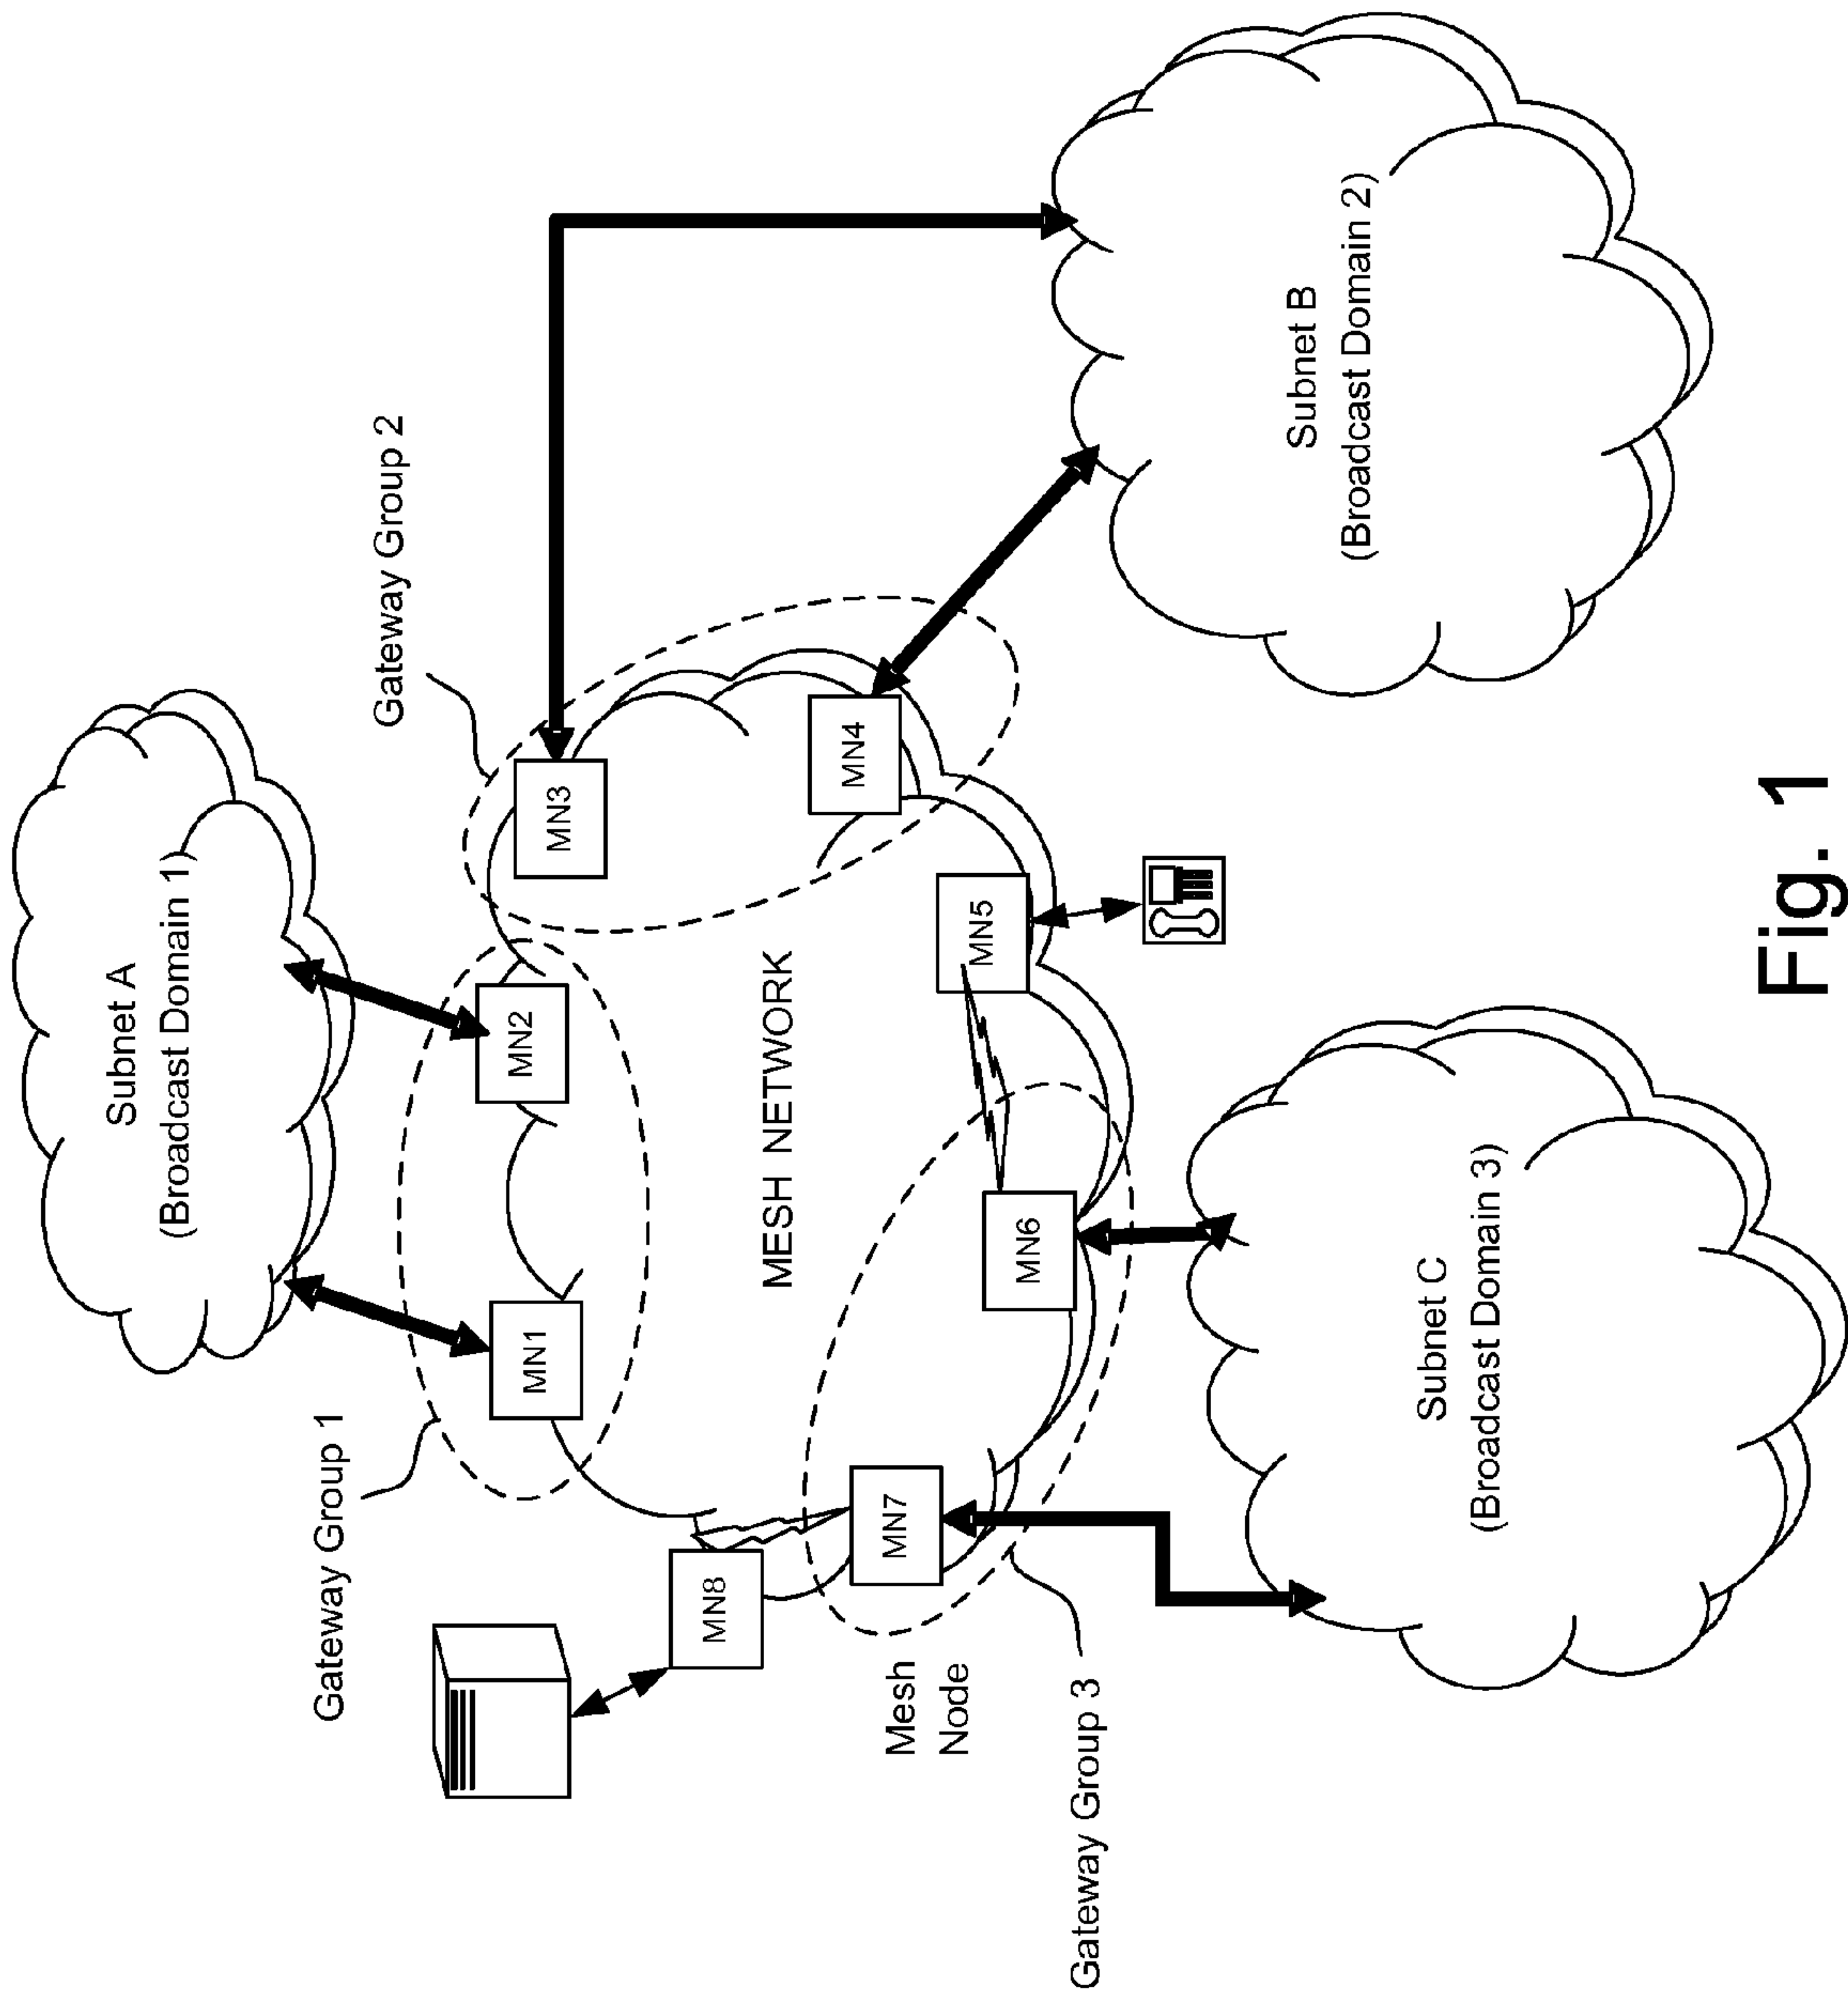 Subnet A
(Broadcast Domain 1)
Gateway Group 1
Gateway Group 2
MN1
MN2
MN3
MN8
MESH NETWORK
MN4
Mesh
Node
MN7
MN6
MN5
Gateway Group 3
Subnet B
(Broadcast Domain 2)
Subnet C
(Broadcast Domain 3)
Fig. 1